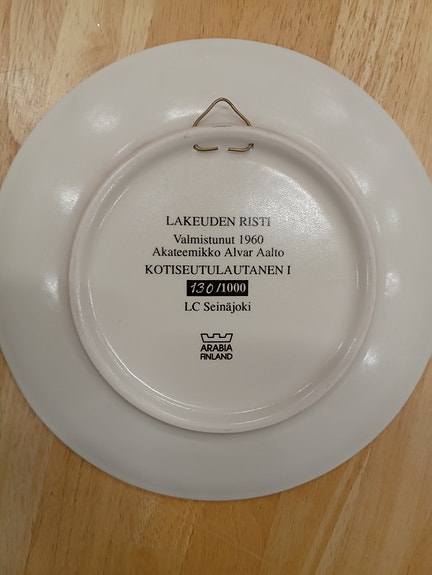 LAKEUDEN RISTI
Valmistunut 1960
Akateemikko Alvar Aalto
KOTISEUTULAUTANEN I
130/1000
LC Seinäjoki
ARABIA
FINLAND